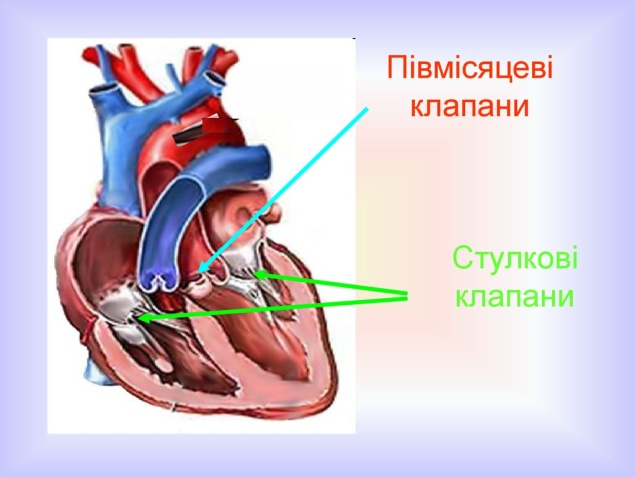 Півмісяцеві
клапани
Стулкові
клапани